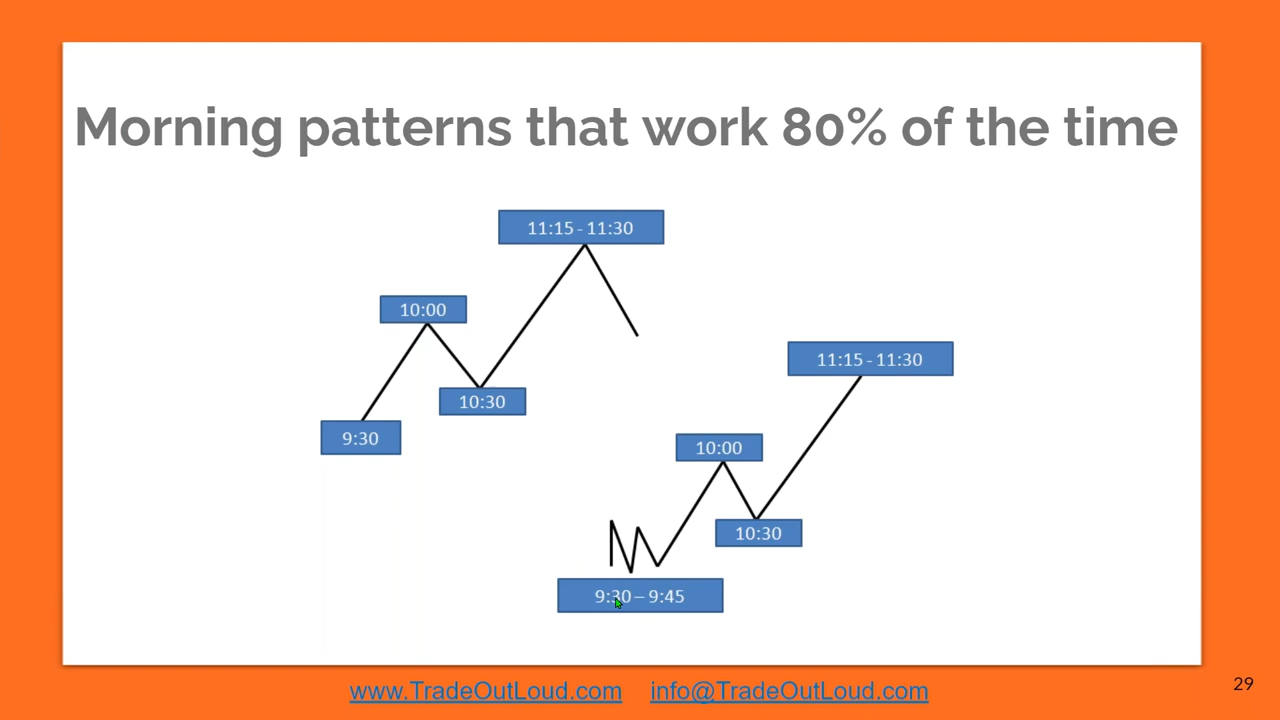 Morning patterns that work 80% of the time
11:15 - 11:30
10:00
10:30
9:30
11:15 - 11:30
10:00
10:30
9:30 – 9:45
www.TradeOutLoud.com info@TradeOutLoud.com
29